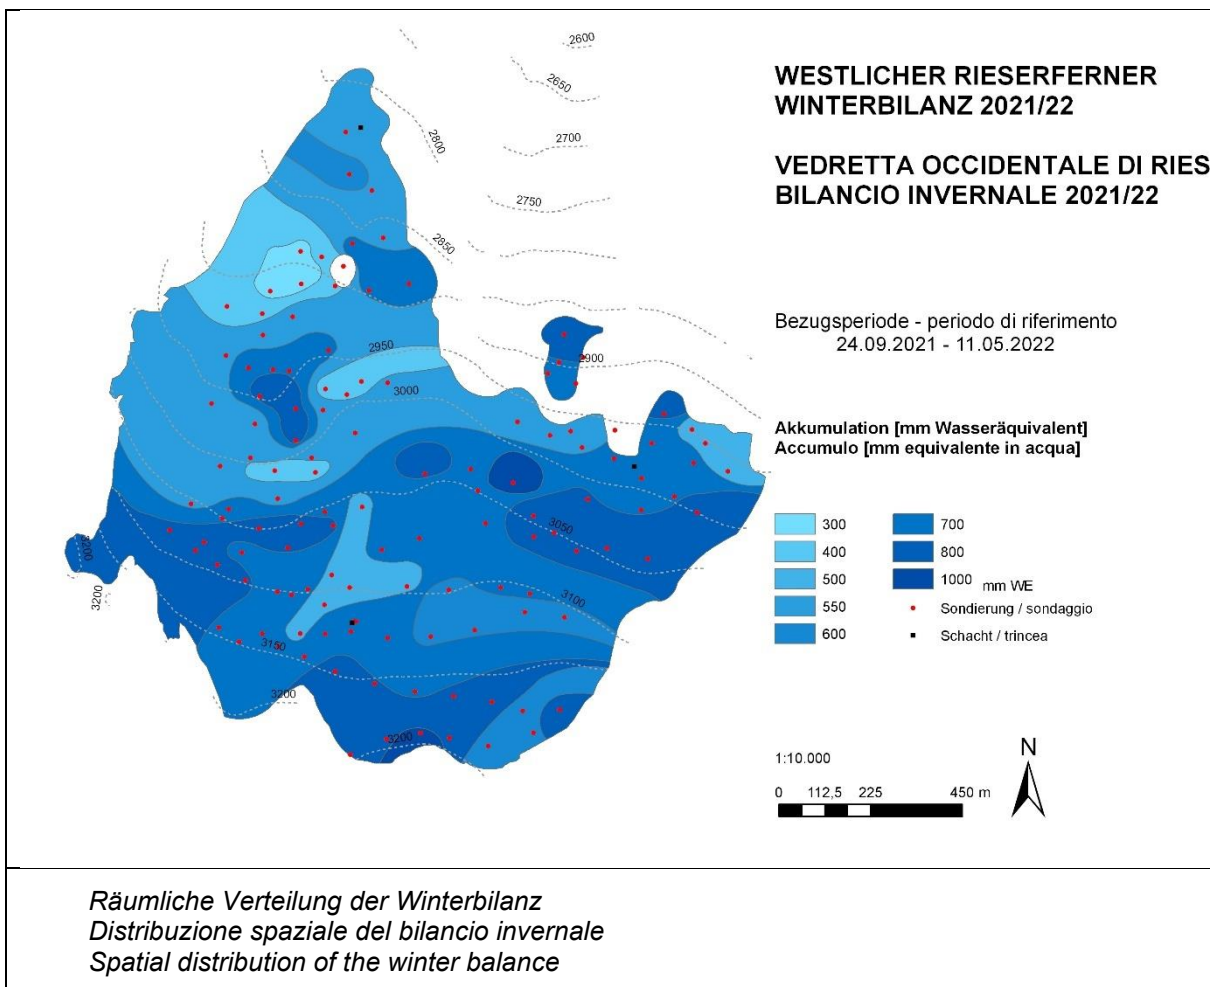 WESTLICHER RIESERFERNER
WINTERBILANZ 2021/22
VEDRETTA OCCIDENTALE DI RIES
BILANCIO INVERNALE 2021/22
Bezugsperiode - periodo di riferimento
24.09.2021 - 11.05.2022
Akkumulation [mm Wasseräquivalent]
Accumulo [mm equivalente in acqua]
300
400
500
550
600
700
800
1000 mm WE
Sondierung / sondaggio
Schacht / trincea
1:10.000
0 112,5 225 450 m
N
2600
2650
2700
2750
2800
2850
2900
2950
3000
3050
3100
3150
3200
3200
3200
3200
Räumliche Verteilung der Winterbilanz
Distribuzione spaziale del bilancio invernale
Spatial distribution of the winter balance